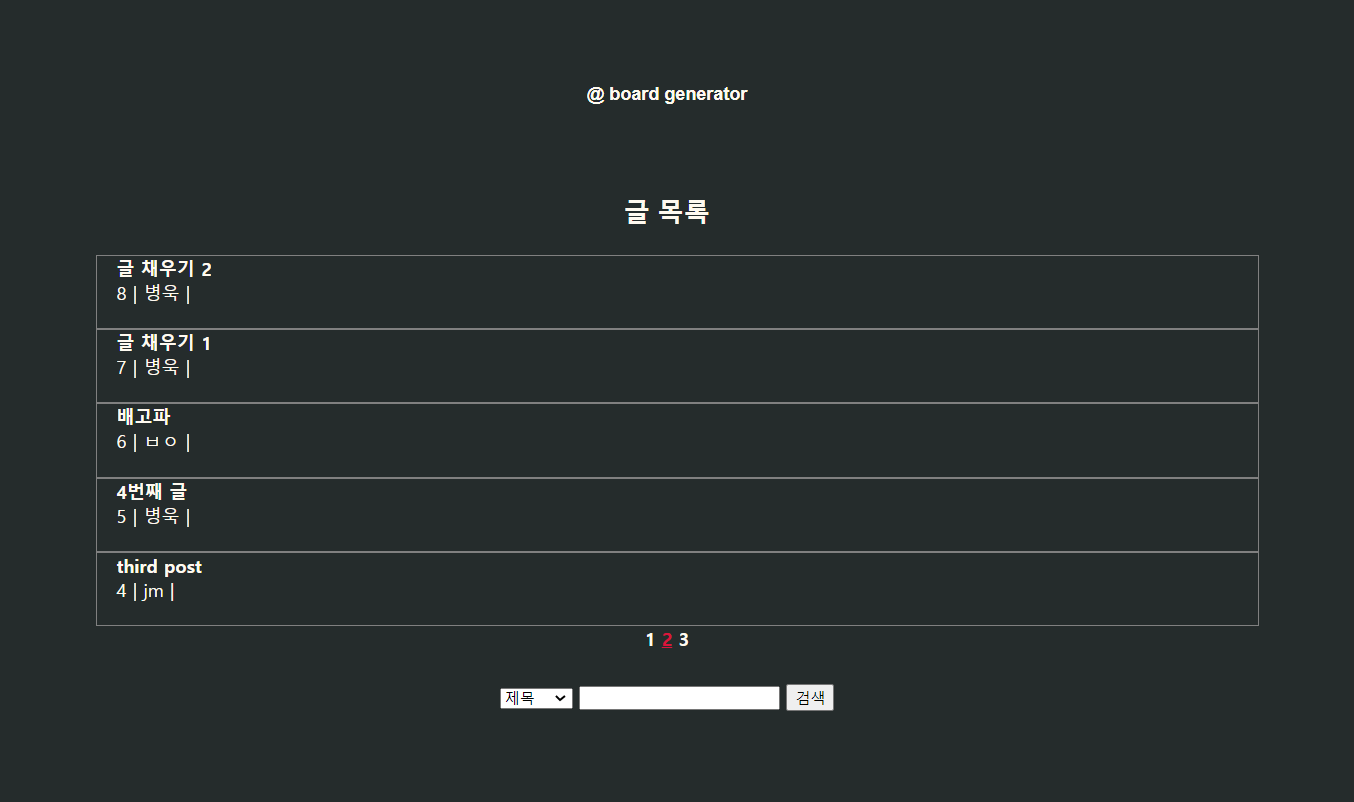 @ board generator
글 목록
글 채우기 2
8 | 병욱 |
글 채우기 1
7 | 병욱 |
배고파
6 | ㅂㅇ |
4번째 글
5 | 병욱 |
third post
4 | jm |
1 2 3
제목 검색